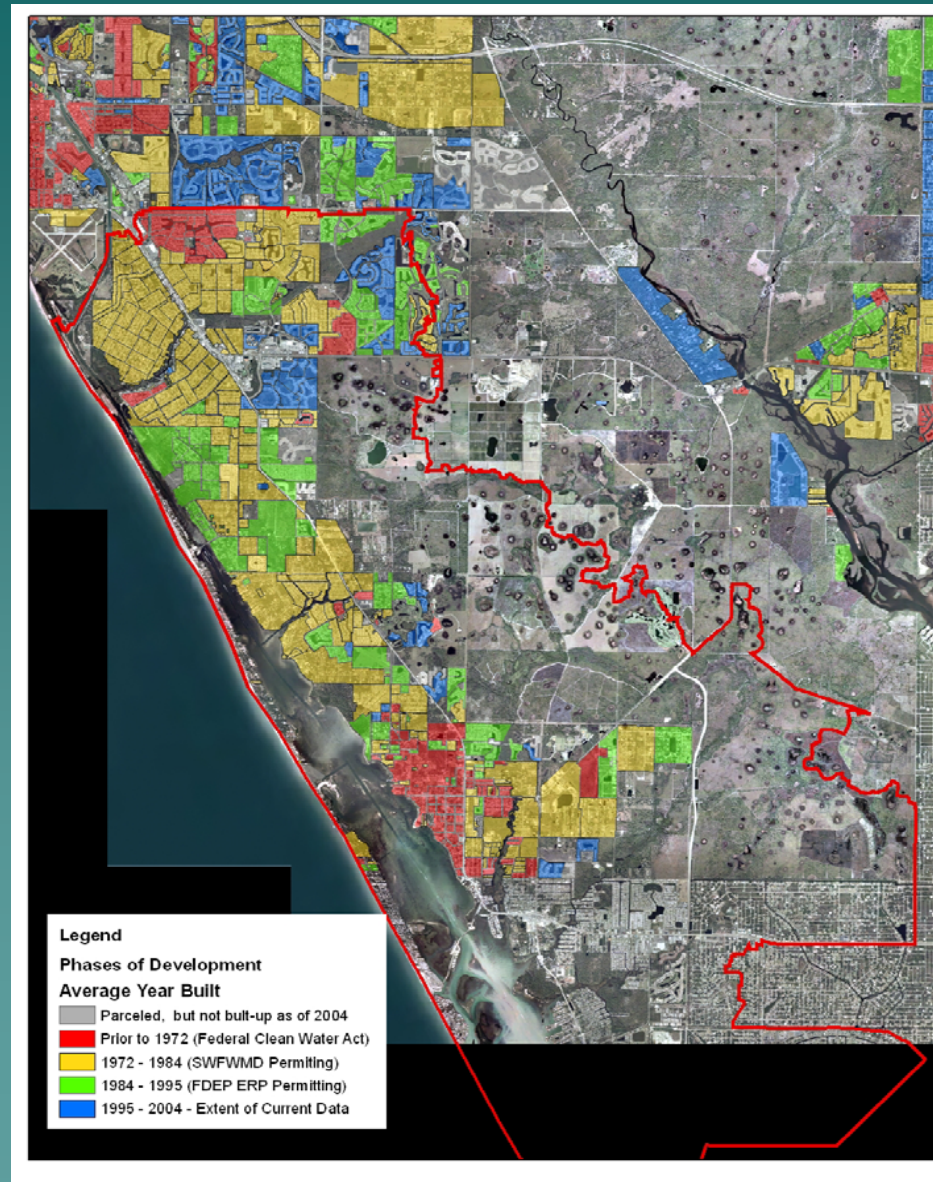 Legend
Phases of Development
Average Year Built
Parceled, but not bult-up as of 2004
Prior to 1972 (Federal Clean Water Act)
1972 - 1984 (SWFWMD Permiting)
1984 - 1995 (FDEP ERP Permitting)
1995 - 2004 - Extent of Current Data